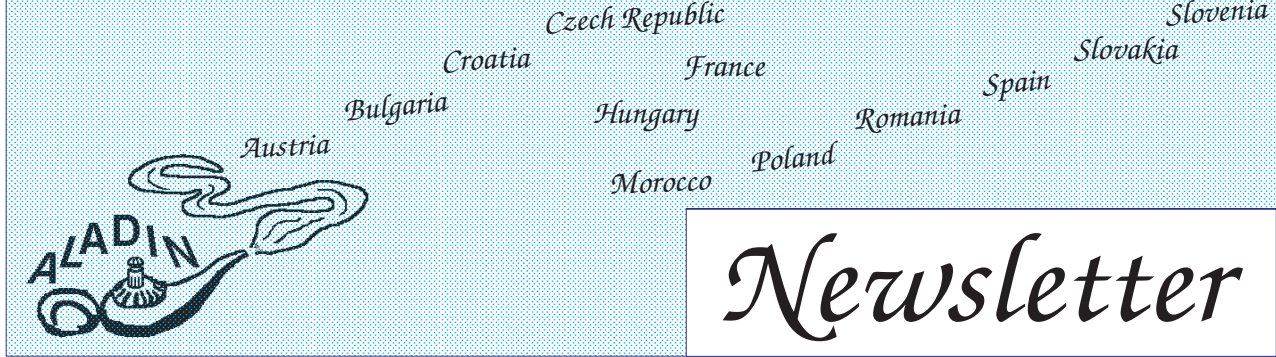 Czech Republic
Slovenia
Croatia
France
Slovakia
Bulgaria
Hungary
Spain
Austria
Romania
Poland
Morocco
ALADIN
Newsletter